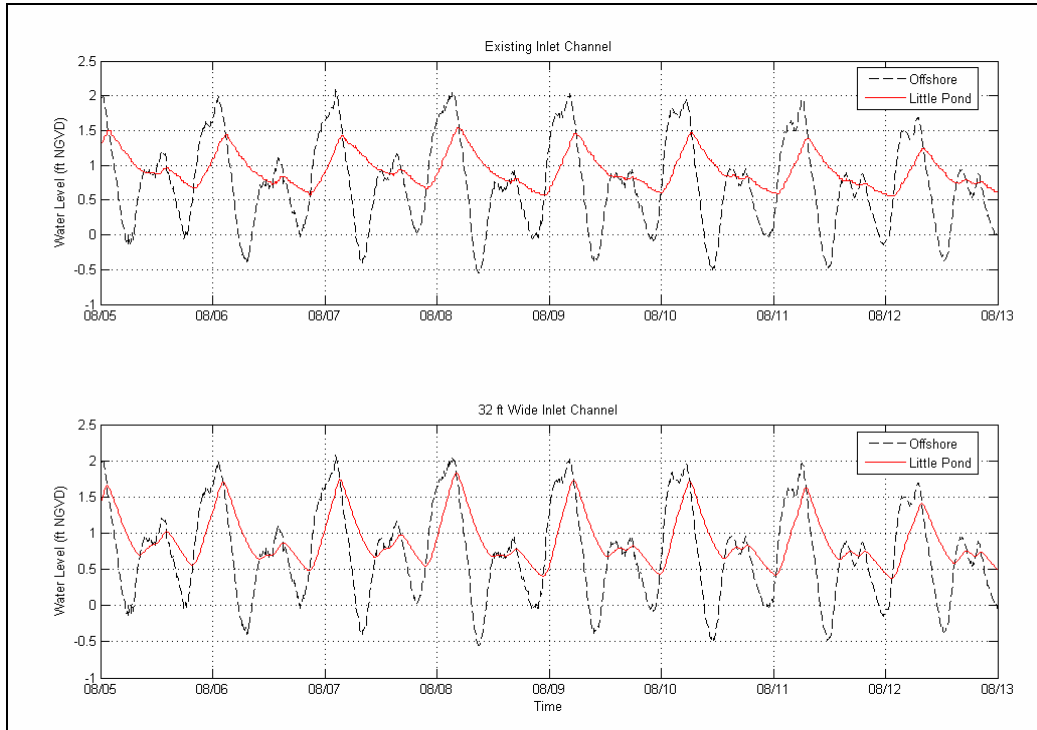 Existing Inlet Channel
2.5
2
1.5
1
0.5
0
-0.5
-1
Water Level (ft NGVD)
Offshore
Little Pond
08/05 08/06 08/07 08/08 08/09 08/10 08/11 08/12 08/13
32 ft Wide Inlet Channel
2.5
2
1.5
1
0.5
0
-0.5
-1
Water Level (ft NGVD)
Offshore
Little Pond
08/05 08/06 08/07 08/08 08/09 08/10 08/11 08/12 08/13
Time